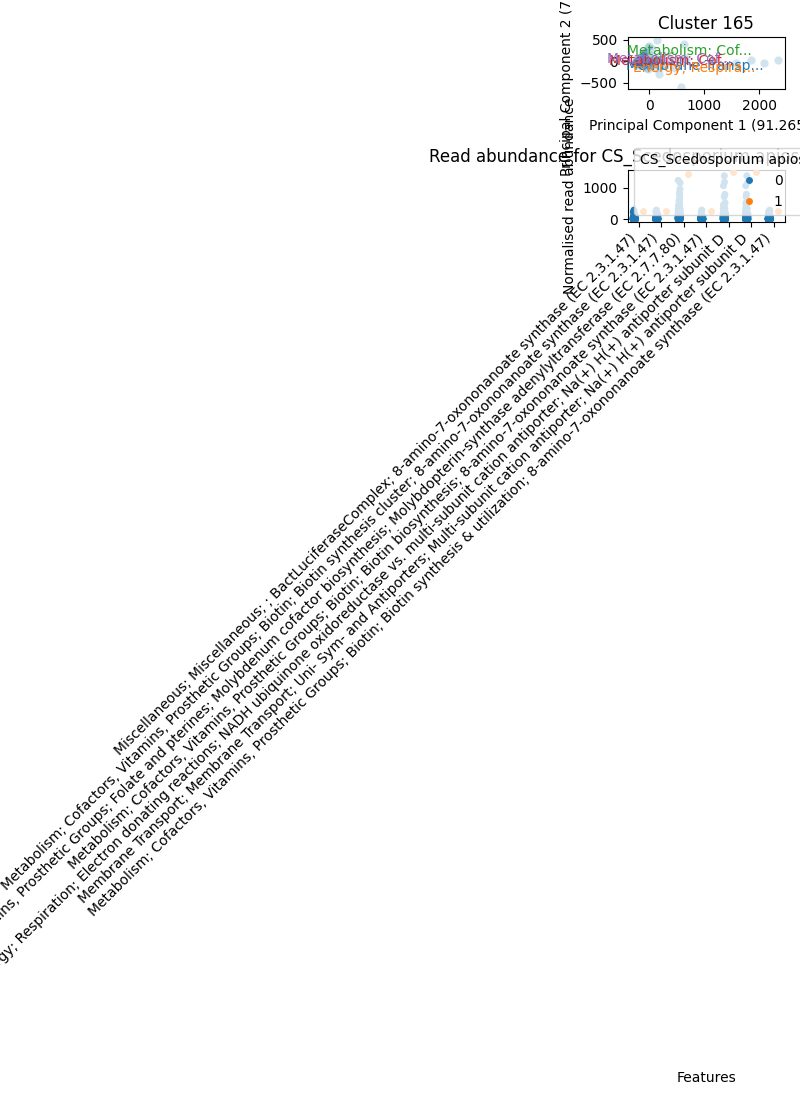 Cluster 165
Principal Component 2 (7
500
0
−500
Metabolism; Cof...
Metabolism; Cof...
Membrane Transp...
Energy; Respira...
0
1000
2000
Principal Component 1 (91.265
Read abundance for CS_Scedosporium apios
Normalised read abundance
1000
0
CS_Scedosporium apios
0
1
Miscellaneous; Miscellaneous; ; BactLuciferaseComplex; 8-amino-7-oxononanoate synthase (EC 2.3.1.47)
Metabolism; Cofactors, Vitamins, Prosthetic Groups; Biotin; Biotin synthesis cluster; 8-amino-7-oxononanoate synthase (EC 2.3.1.47)
ins, Prosthetic Groups; Folate and pterines; Molybdenum cofactor biosynthesis; Molybdopterin-synthase adenylyltransferase (EC 2.7.7.80)
Metabolism; Cofactors, Vitamins, Prosthetic Groups; Biotin; Biotin biosynthesis; 8-amino-7-oxononanoate synthase (EC 2.3.1.47)
gy; Respiration; Electron donating reactions; NADH ubiquinone oxidoreductase vs. multi-subunit cation antiporter; Na(+) H(+) antiporter subunit D
Membrane Transport; Membrane Transport; Uni- Sym- and Antiporters; Multi-subunit cation antiporter; Na(+) H(+) antiporter subunit D
Metabolism; Cofactors, Vitamins, Prosthetic Groups; Biotin; Biotin synthesis & utilization; 8-amino-7-oxononanoate synthase (EC 2.3.1.47)
Features